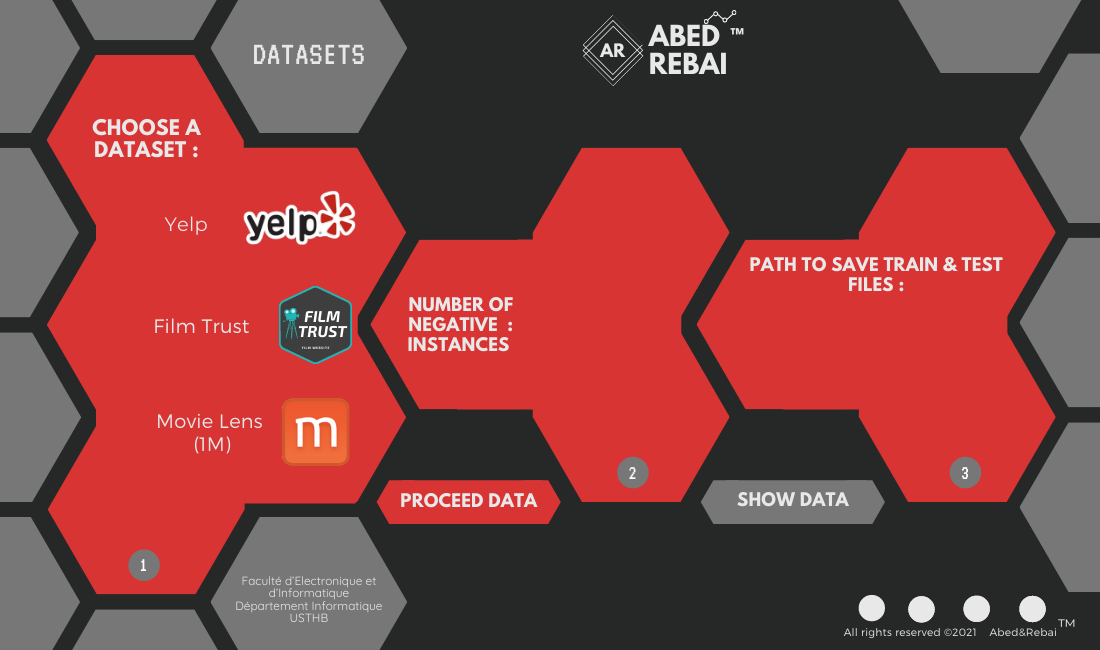 DATASETS
AR
ABED ™
REBAI
CHOOSE A
DATASET :
Yelp
yelp
Film Trust
FILM
TRUST
FILM WEBSITE
Movie Lens
(1M)
m
1
NUMBER OF
NEGATIVE :
INSTANCES
2
PATH TO SAVE TRAIN & TEST
FILES :
3
PROCEED DATA
SHOW DATA
Faculté d'Electronique et
d'Informatique
Département Informatique
USTHB
All rights reserved ©2021 Abed&Rebai TM